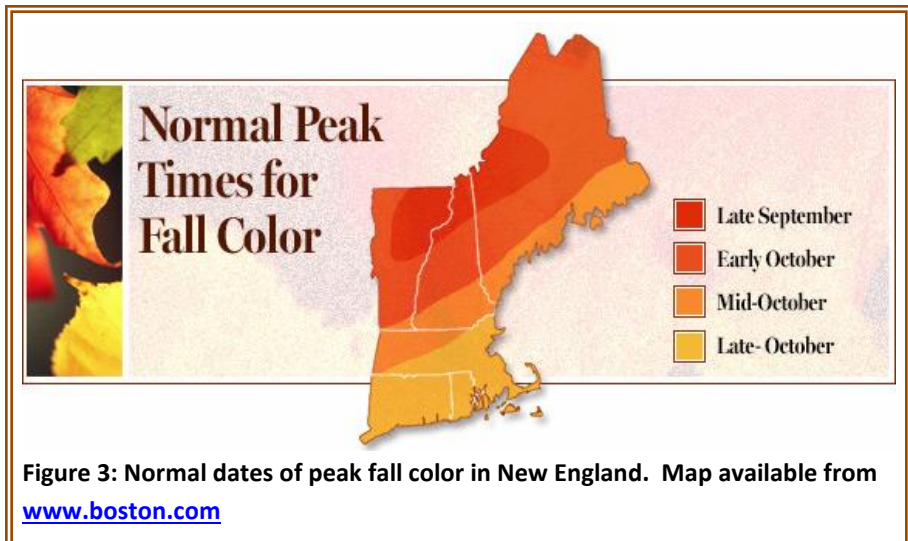 Normal Peak
Times for
Fall Color
Late September
Early October
Mid-October
Late- October
Figure 3: Normal dates of peak fall color in New England.  Map available from
www.boston.com